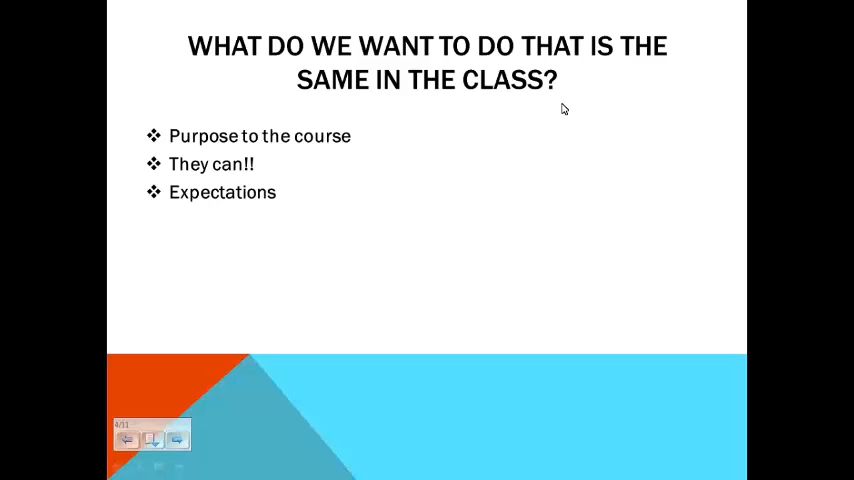 WHAT DO WE WANT TO DO THAT IS THE
SAME IN THE CLASS?
Purpose to the course
They can!!
Expectations
4/11